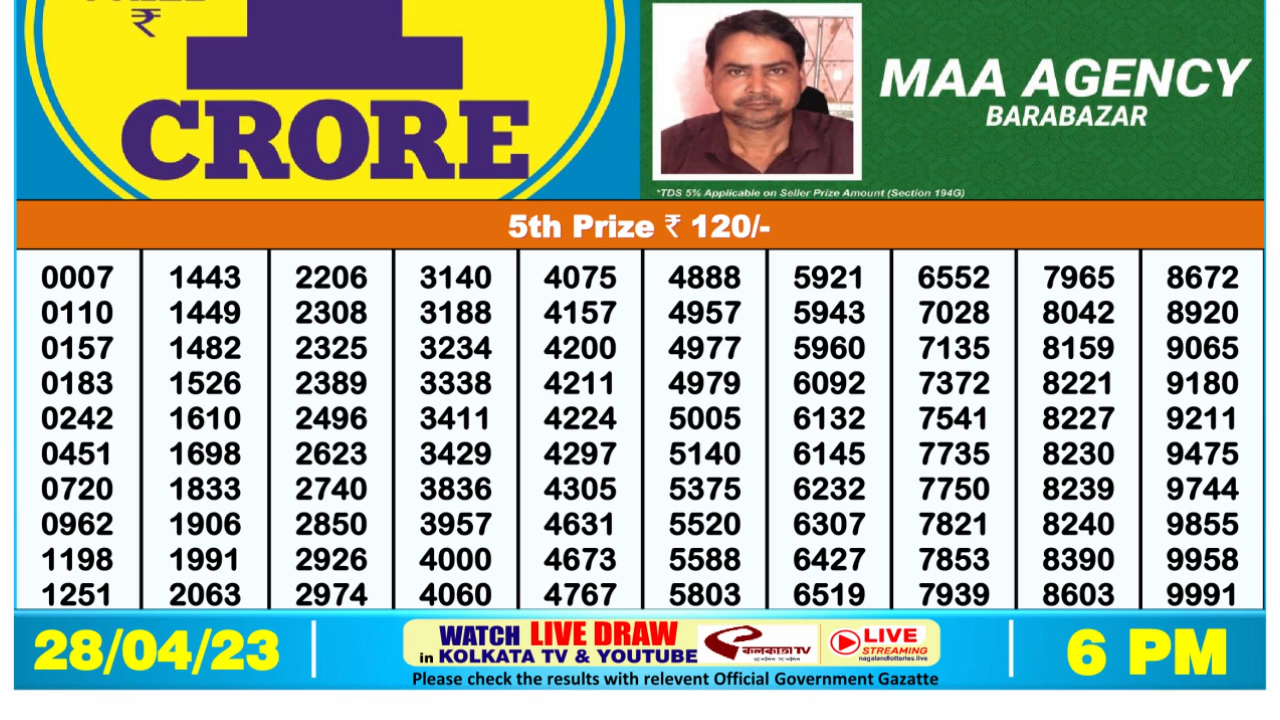 ₹
CRORE
MAA AGENCY
BARABAZAR
*TDS 5% Applicable on Seller Prize Amount (Section 194G)
5th Prize ₹ 120/-
0007 1443 2206 3140 4075 4888 5921 6552 7965 8672
0110 1449 2308 3188 4157 4957 5943 7028 8042 8920
0157 1482 2325 3234 4200 4977 5960 7135 8159 9065
0183 1526 2389 3338 4211 4979 6092 7372 8221 9180
0242 1610 2496 3411 4224 5005 6132 7541 8227 9211
0451 1698 2623 3429 4297 5140 6145 7735 8230 9475
0720 1833 2740 3836 4305 5375 6232 7750 8239 9744
0962 1906 2850 3957 4631 5520 6307 7821 8240 9855
1198 1991 2926 4000 4673 5588 6427 7853 8390 9958
1251 2063 2974 4060 4767 5803 6519 7939 8603 9991
28/04/23
WATCH LIVE DRAW
in KOLKATA TV & YOUTUBE
কলকাতা TV
LIVE
STREAMING
nagalandlotteries.live
Please check the results with relevent Official Government Gazatte
6 PM